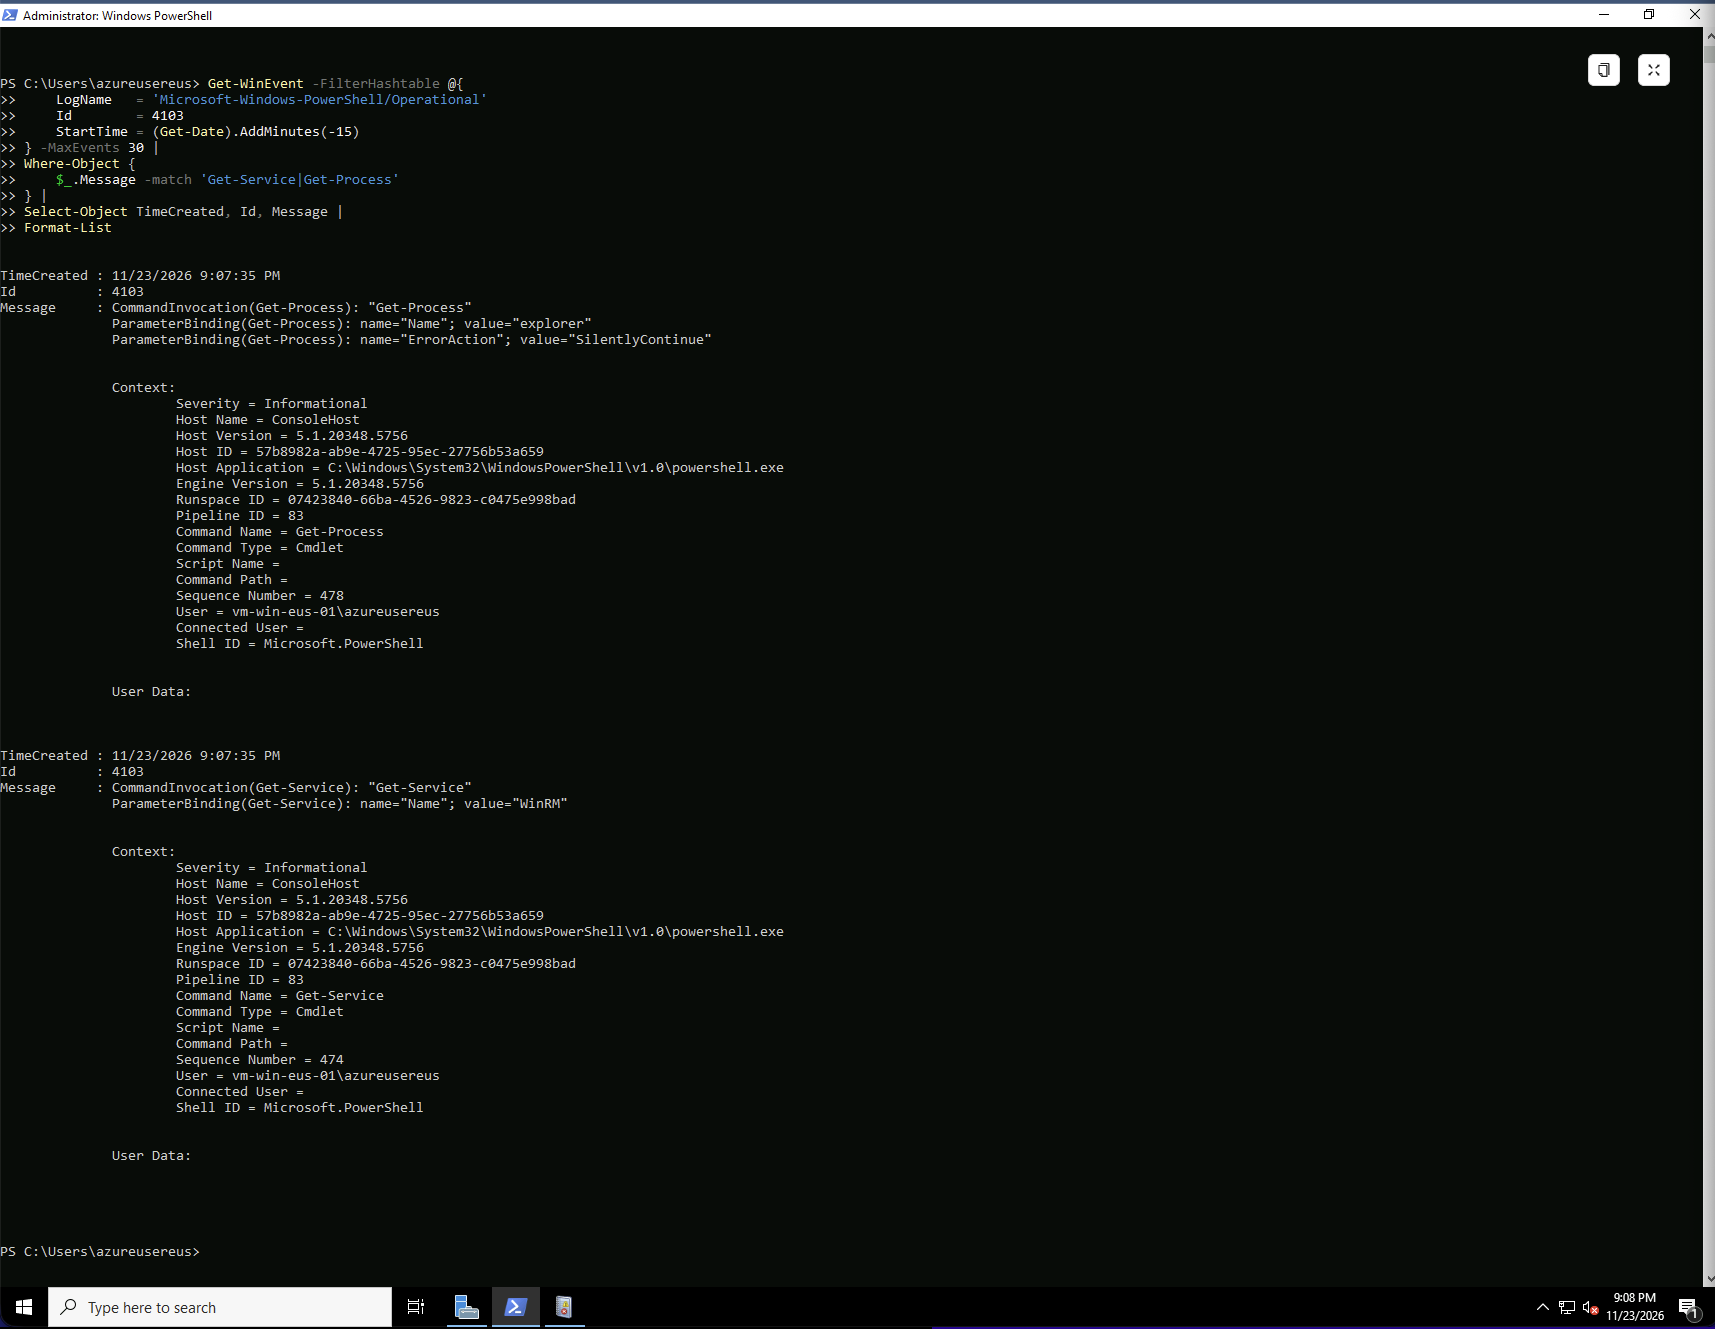 Administrator: Windows PowerShell
PS C:\Users\azureusereus> Get-WinEvent -FilterHashtable @{
>>     LogName   = 'Microsoft-Windows-PowerShell/Operational'
>>     Id        = 4103
>>     StartTime = (Get-Date).AddMinutes(-15)
>> } -MaxEvents 30 |
>> Where-Object {
>>     $_.Message -match 'Get-Service|Get-Process'
>> } |
>> Select-Object TimeCreated, Id, Message |
>> Format-List
TimeCreated : 11/23/2026 9:07:35 PM
Id          : 4103
Message     : CommandInvocation(Get-Process): "Get-Process"
              ParameterBinding(Get-Process): name="Name"; value="explorer"
              ParameterBinding(Get-Process): name="ErrorAction"; value="SilentlyContinue"
              Context:
                      Severity = Informational
                      Host Name = ConsoleHost
                      Host Version = 5.1.20348.5756
                      Host ID = 57b8982a-ab9e-4725-95ec-27756b53a659
                      Host Application = C:\Windows\System32\WindowsPowerShell\v1.0\powershell.exe
                      Engine Version = 5.1.20348.5756
                      Runspace ID = 07423840-66ba-4526-9823-c0475e998bad
                      Pipeline ID = 83
                      Command Name = Get-Process
                      Command Type = Cmdlet
                      Script Name =
                      Command Path =
                      Sequence Number = 478
                      User = vm-win-eus-01\azureusereus
                      Connected User =
                      Shell ID = Microsoft.PowerShell
              User Data:
TimeCreated : 11/23/2026 9:07:35 PM
Id          : 4103
Message     : CommandInvocation(Get-Service): "Get-Service"
              ParameterBinding(Get-Service): name="Name"; value="WinRM"
              Context:
                      Severity = Informational
                      Host Name = ConsoleHost
                      Host Version = 5.1.20348.5756
                      Host ID = 57b8982a-ab9e-4725-95ec-27756b53a659
                      Host Application = C:\Windows\System32\WindowsPowerShell\v1.0\powershell.exe
                      Engine Version = 5.1.20348.5756
                      Runspace ID = 07423840-66ba-4526-9823-c0475e998bad
                      Pipeline ID = 83
                      Command Name = Get-Service
                      Command Type = Cmdlet
                      Script Name =
                      Command Path =
                      Sequence Number = 474
                      User = vm-win-eus-01\azureusereus
                      Connected User =
                      Shell ID = Microsoft.PowerShell
              User Data:
PS C:\Users\azureusereus>
Type here to search
9:08 PM
11/23/2026
1